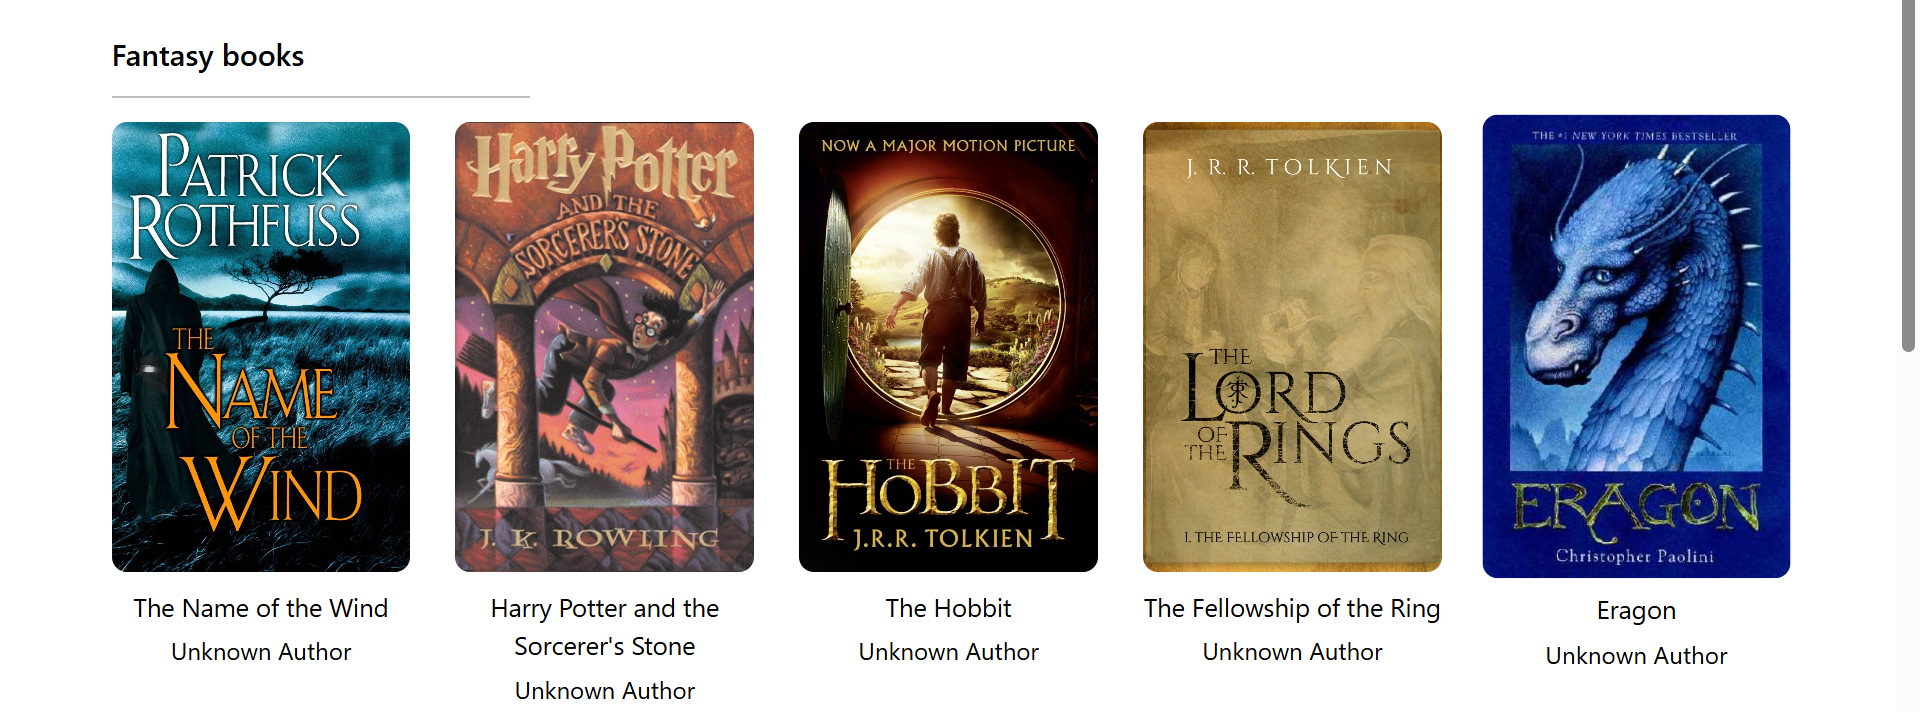 Fantasy books
PATRICK
ROTHFUSS
THE
NAME
OF THE
WIND
The Name of the Wind
Unknown Author
Harry Potter
AND THE
SORCERER'S STONE
J. K. ROWLING
Harry Potter and the
Sorcerer's Stone
Unknown Author
NOW A MAJOR MOTION PICTURE
THE
HOBBIT
J.R.R. TOLKIEN
The Hobbit
Unknown Author
J. R. R. TOLKIEN
THE
LORD
OF
THE
RINGS
I. THE FELLOWSHIP OF THE RING
The Fellowship of the Ring
Unknown Author
THE #1 NEW YORK TIMES BESTSELLER
ERAGON
Christopher Paolini
Eragon
Unknown Author